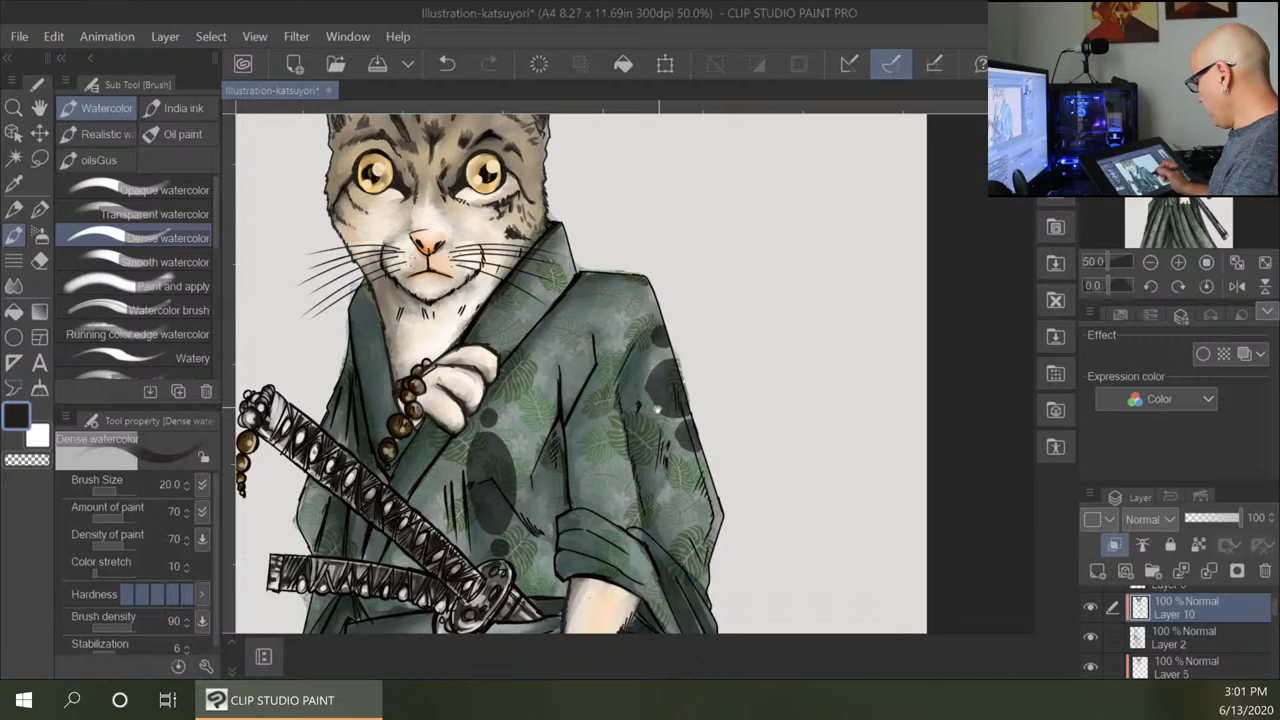 Illustration-katsuyori* (A4 8.27 x 11.69in 300dpi 50.0%) - CLIP STUDIO PAINT PRO
File Edit Animation Layer Select View Filter Window Help
Sub Tool [Brush]
Illustration-katsuyori*
Watercolor India ink
Realistic wa Oil paint
oilsGus
Opaque watercolor
Transparent watercolor
Dense watercolor
Smooth watercolor
Paint and apply
Watercolor brush
Running color edge watercolor
Watery
Tool property [Dense wate
Dense watercolor
Brush Size 20.0
Amount of paint 70
Density of paint 70
Color stretch 10
Hardness
Brush density 90
Stabilization 6
50.0
0.0
Effect
Expression color
Color
Layer
Normal 100
100 % Normal
Layer 10
100 % Normal
Layer 2
100 % Normal
Layer 5
CLIP STUDIO PAINT
3:01 PM
6/13/2020